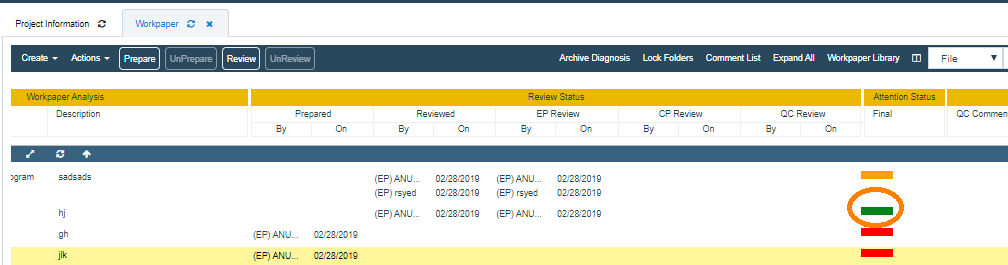 Project Information Workpaper
Create Actions Prepare UnPrepare Review UnReview Archive Diagnosis Lock Folders Comment List Expand All Workpaper Library File
Workpaper Analysis Review Status Attention Status
Description Prepared Reviewed EP Review CP Review QC Review Final QC Commen
By On By On By On By On By On
ogram sadsads (EP) ANU... 02/28/2019 (EP) ANU... 02/28/2019
(EP) rsyed 02/28/2019 (EP) rsyed 02/28/2019
hj (EP) ANU... 02/28/2019 (EP) ANU... 02/28/2019
gh (EP) ANU... 02/28/2019
jlk (EP) ANU... 02/28/2019